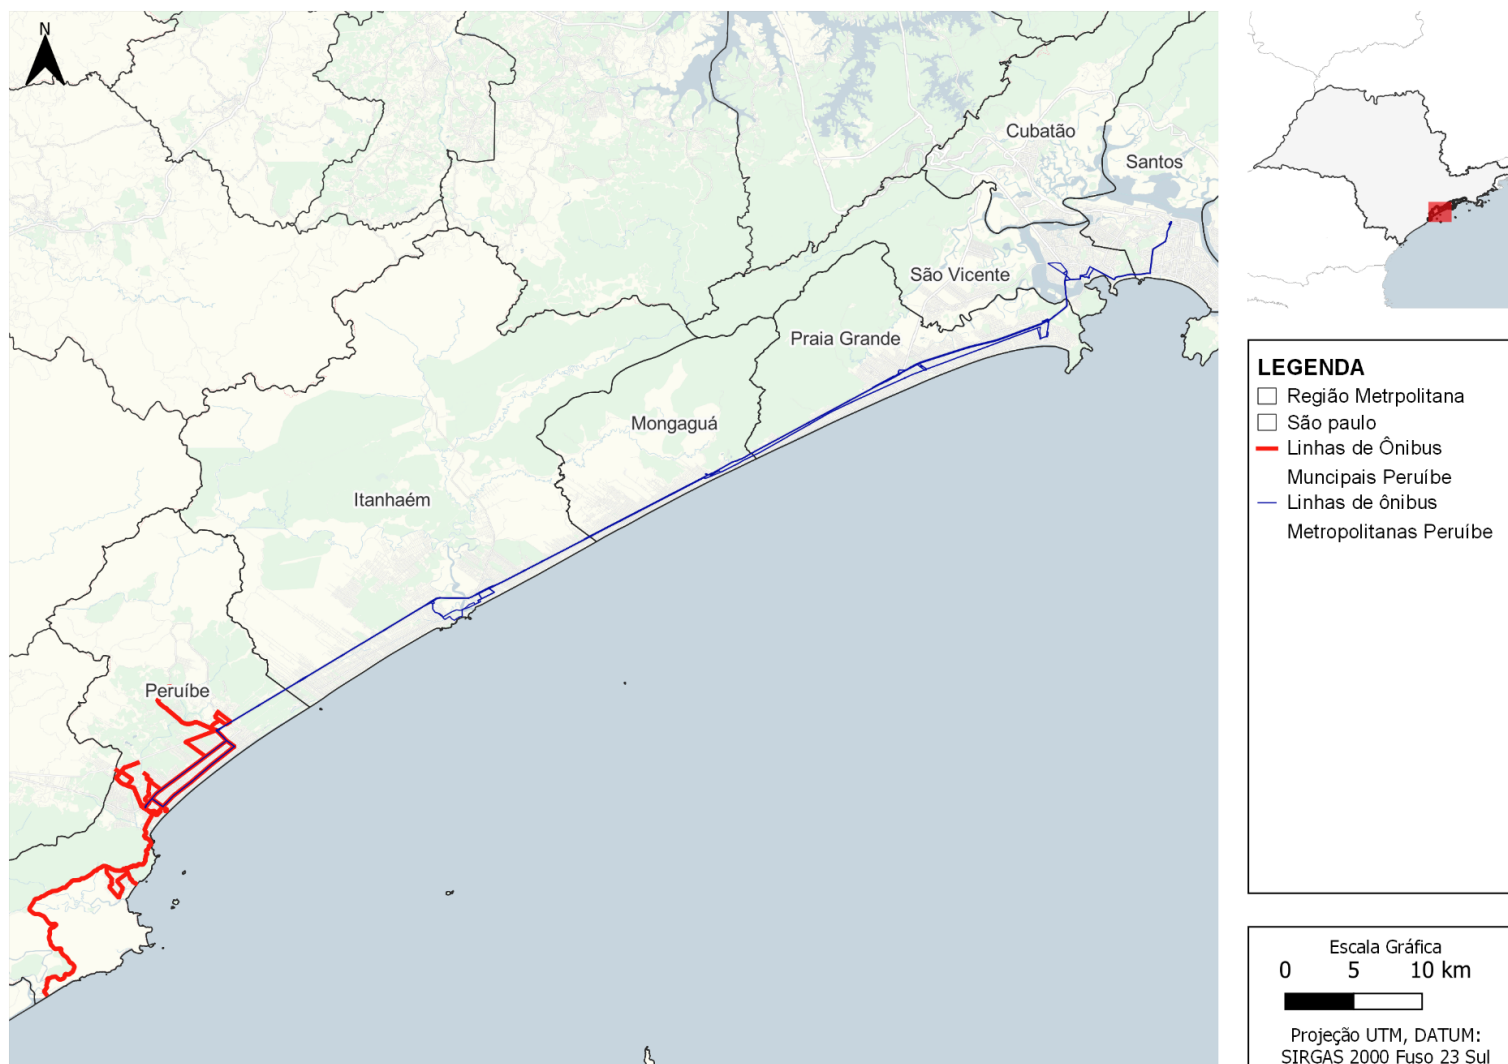 N
Cubatão
Santos
São Vicente
Praia Grande
Mongaguá
Itanhaém
Peruíbe
LEGENDA
Região Metrpolitana
São paulo
Linhas de Ônibus
Muncipais Peruíbe
Linhas de ônibus
Metropolitanas Peruíbe
Escala Gráfica
0 5 10 km
Projeção UTM, DATUM:
SIRGAS 2000 Fuso 23 Sul